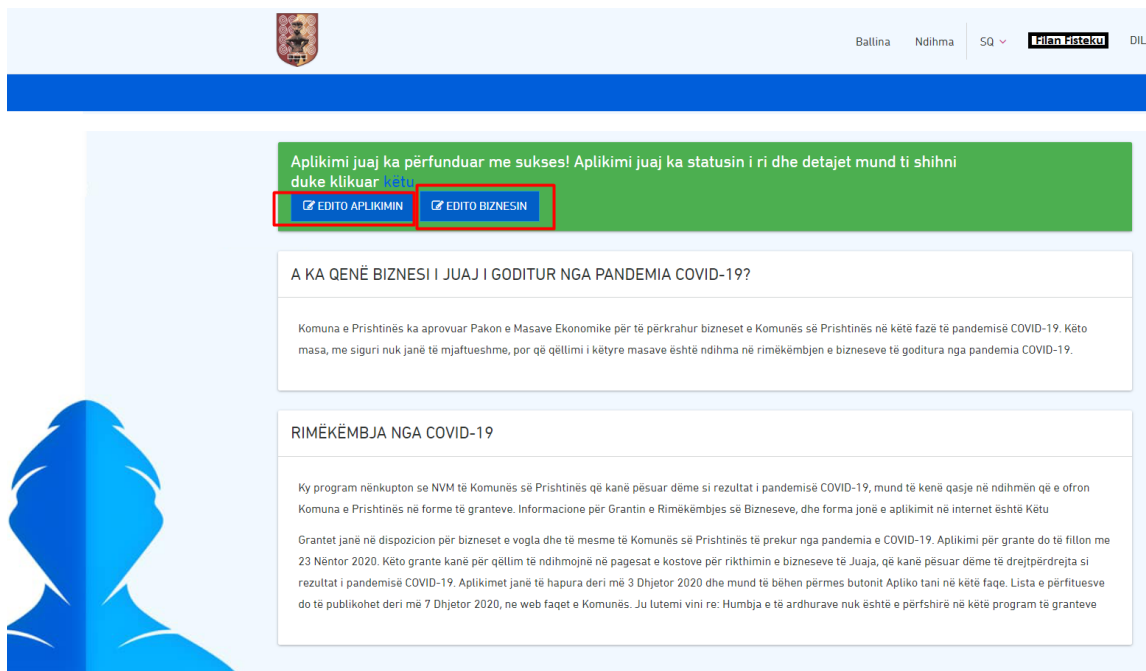 Ballina Ndihma SQ Filan Fisteku DIL
Aplikimi juaj ka përfunduar me sukses! Aplikimi juaj ka statusin i ri dhe detajet mund ti shihni
duke klikuar këtu
EDITO APLIKIMIN EDITO BIZNESIN
A KA QENË BIZNESI I JUAJ I GODITUR NGA PANDEMIA COVID-19?
Komuna e Prishtinës ka aprovuar Pakon e Masave Ekonomike për të përkrahur bizneset e Komunës së Prishtinës në këtë fazë të pandemisë COVID-19. Këto
masa, me siguri nuk janë të mjaftueshme, por që qëllimi i këtyre masave është ndihma në rimëkëmbjen e bizneseve të goditura nga pandemia COVID-19.
RIMËKËMBJA NGA COVID-19
Ky program nënkupton se NVM të Komunës së Prishtinës që kanë pësuar dëme si rezultat i pandemisë COVID-19, mund të kenë qasje në ndihmën që e ofron
Komuna e Prishtinës në forme të granteve. Informacione për Grantin e Rimëkëmbjes së Bizneseve, dhe forma jonë e aplikimit në internet është Këtu
Grantet janë në dispozicion për bizneset e vogla dhe të mesme të Komunës së Prishtinës të prekur nga pandemia e COVID-19. Aplikimi për grante do të fillon me
23 Nëntor 2020. Këto grante kanë për qëllim të ndihmojnë në pagesat e kostove për rikthimin e bizneseve të Juaja, që kanë pësuar dëme të drejtpërdrejta si
rezultat i pandemisë COVID-19. Aplikimet janë të hapura deri më 3 Dhjetor 2020 dhe mund të bëhen përmes butonit Apliko tani në këtë faqe. Lista e përfituesve
do të publikohet deri më 7 Dhjetor 2020, ne web faqet e Komunës. Ju lutemi vini re: Humbja e të ardhurave nuk është e përfshirë në këtë program të granteve